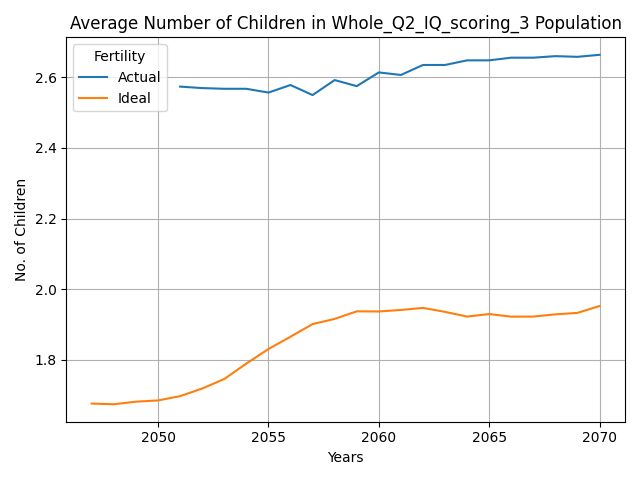 Average Number of Children in Whole_Q2_IQ_scoring_3 Population
Fertility
Actual
Ideal
2.6
2.4
2.2
2.0
1.8
No. of Children
2050 2055 2060 2065 2070
Years